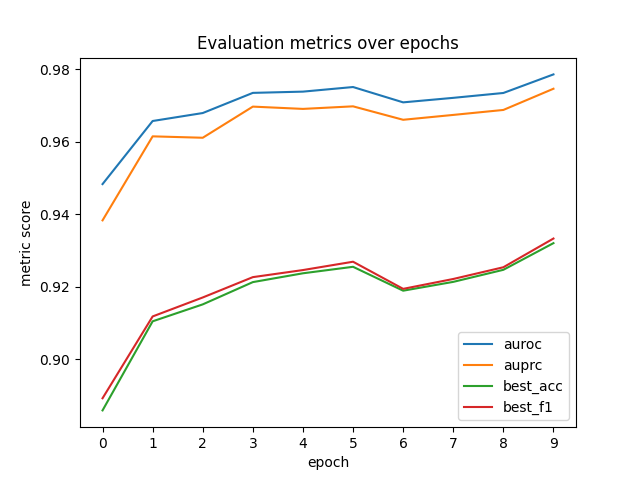 Evaluation metrics over epochs
metric score
0.98
0.96
0.94
0.92
0.90
auroc
auprc
best_acc
best_f1
0 1 2 3 4 5 6 7 8 9
epoch